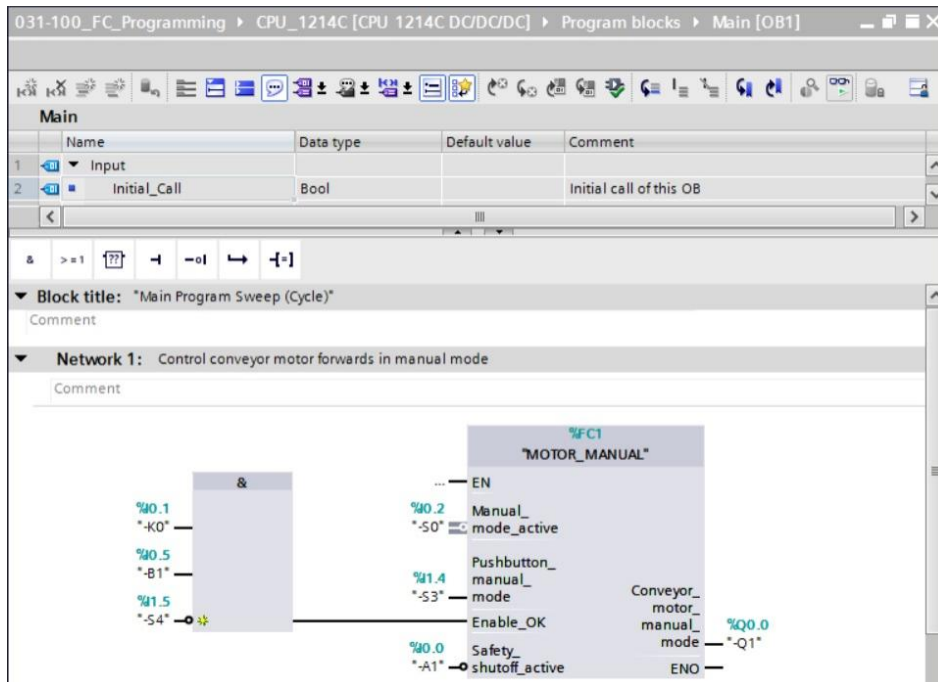 031-100_FC_Programming ▸ CPU_1214C [CPU 1214C DC/DC/DC] ▸ Program blocks ▸ Main [OB1]
Main
Name Data type Default value Comment
1 Input
2 Initial_Call Bool Initial call of this OB
& >=1 ??
Block title: "Main Program Sweep (Cycle)"
Comment
Network 1: Control conveyor motor forwards in manual mode
Comment
&
%I0.1
"-K0"
%I0.5
"-B1"
%I1.5
"-S4"
%FC1
"MOTOR_MANUAL"
... EN
%I0.2
"-S0"
Manual_
mode_active
%I1.4
"-S3"
Pushbutton_
manual_
mode
Enable_OK
%I0.0
"-A1"
Safety_
shutoff_active
Conveyor_
motor_
manual_
mode
%Q0.0
"-Q1"
ENO